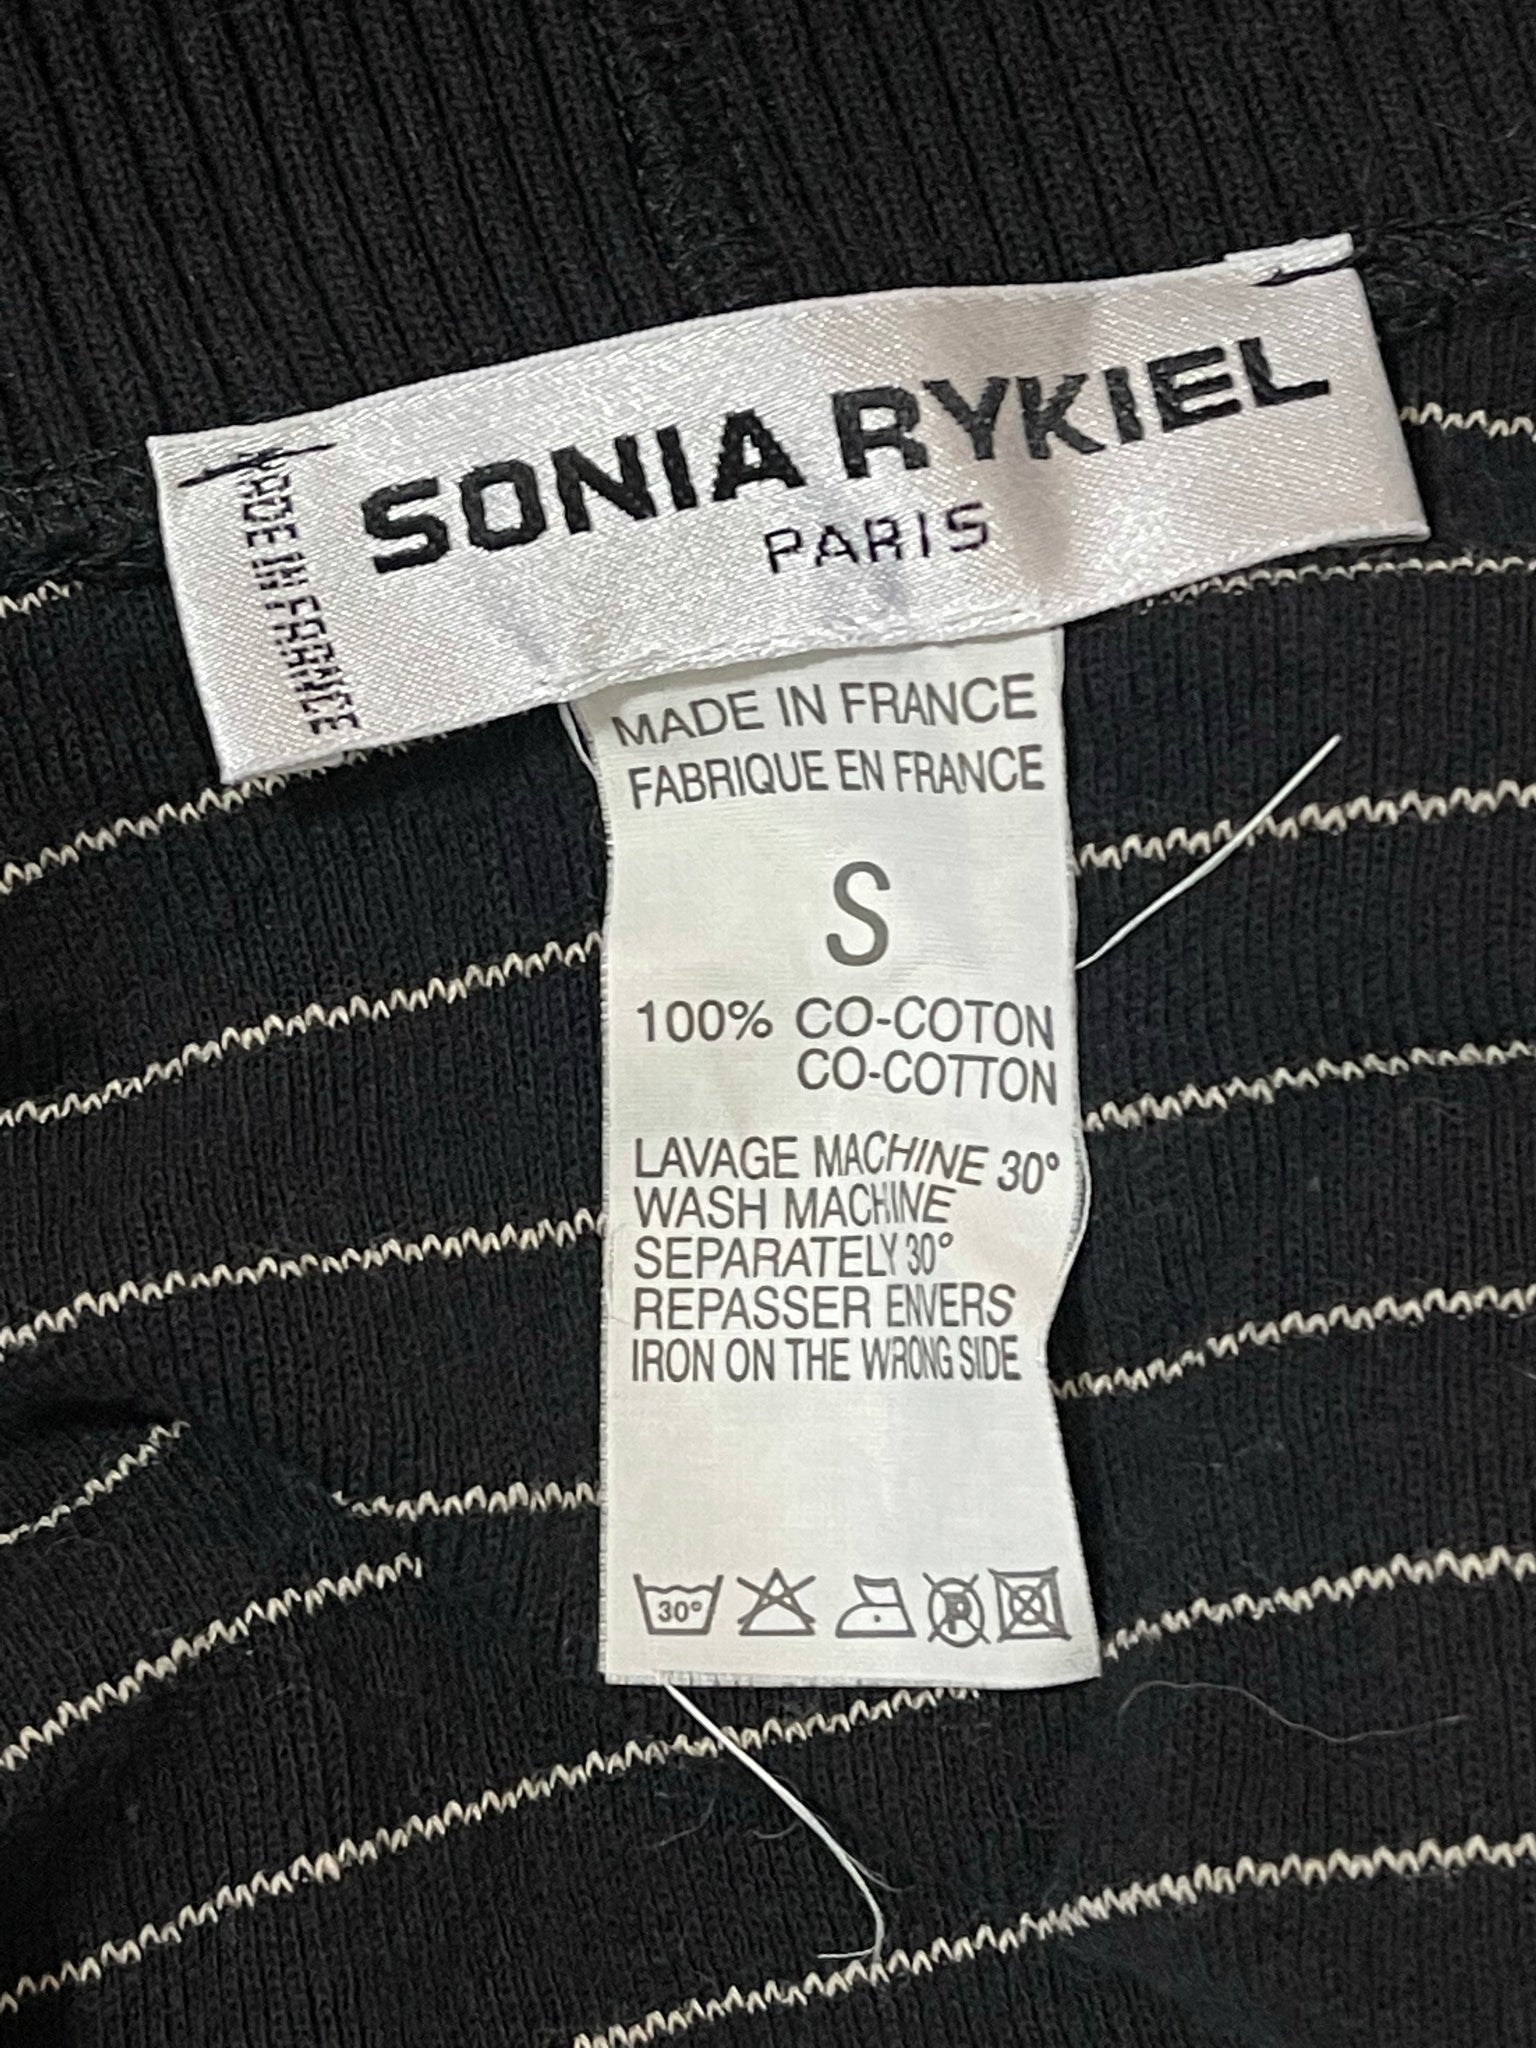 SONIA RYKIEL
PARIS
MADE IN FRANCE
MADE IN FRANCE
FABRIQUE EN FRANCE
S
100% CO-COTON
CO-COTTON
LAVAGE MACHINE 30°
WASH MACHINE
SEPARATELY 30°
REPASSER ENVERS
IRON ON THE WRONG SIDE
30°
P